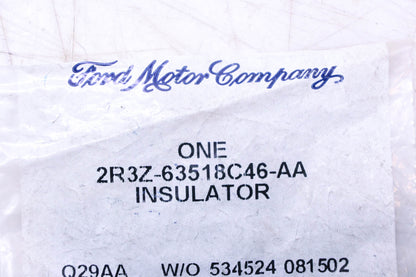 Ford Motor Company
ONE
2R3Z-63518C46-AA
INSULATOR
Q29AA W/O 534524 081502